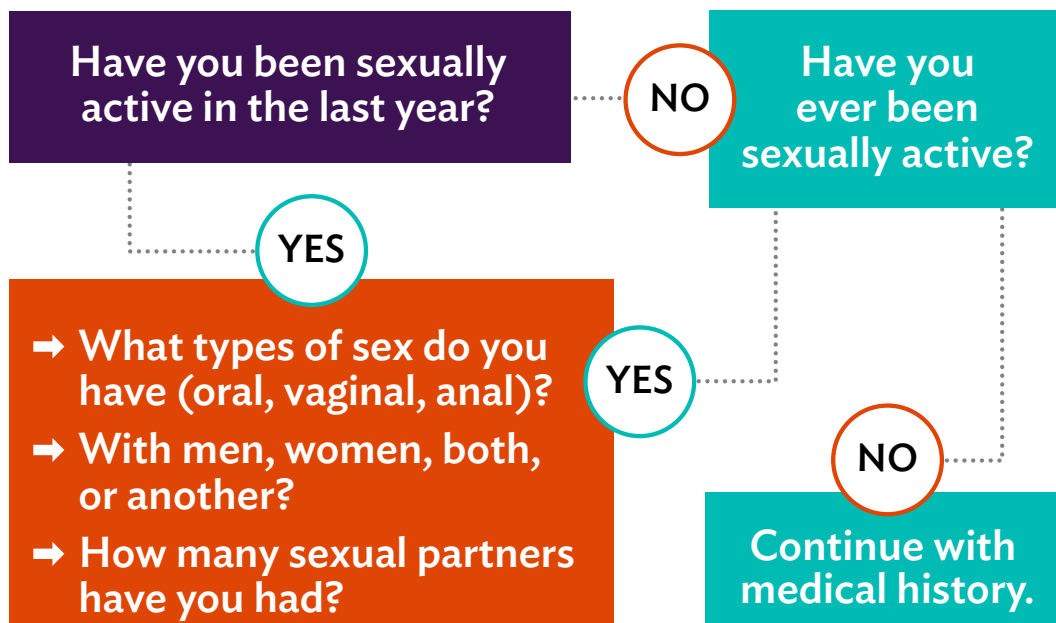 Have you been sexually
active in the last year?
NO
Have you
ever been
sexually active?
YES
➡ What types of sex do you
have (oral, vaginal, anal)?
➡ With men, women, both,
or another?
➡ How many sexual partners
have you had?
YES
NO
Continue with
medical history.